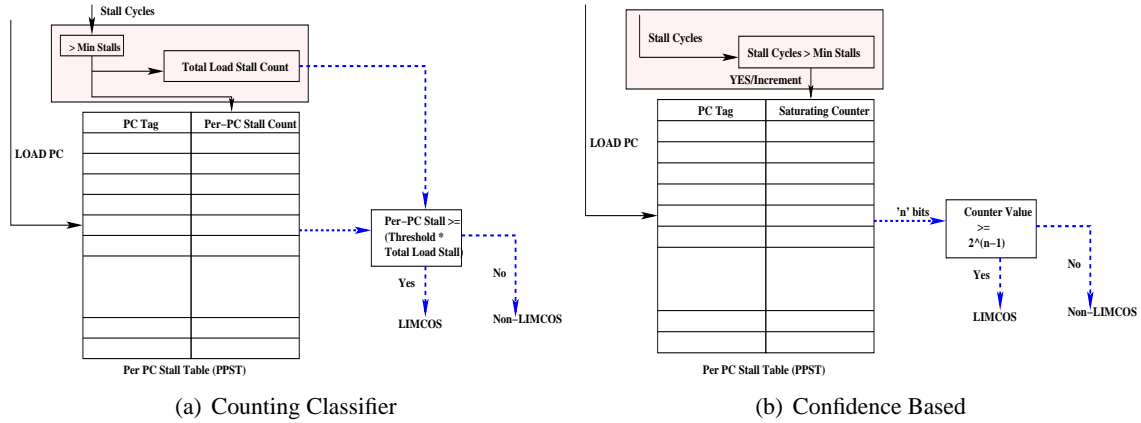 Stall Cycles
> Min Stalls
Total Load Stall Count
PC Tag
Per−PC Stall Count
LOAD PC
Per−PC Stall >=
(Threshold *
Total Load Stall)
Yes
No
LIMCOS
Non−LIMCOS
Per PC Stall Table (PPST)
(a) Counting Classifier
Stall Cycles
Stall Cycles > Min Stalls
YES/Increment
PC Tag
Saturating Counter
LOAD PC
'n' bits
Counter Value
>=
2^(n−1)
Yes
No
LIMCOS
Non−LIMCOS
Per PC Stall Table (PPST)
(b) Confidence Based